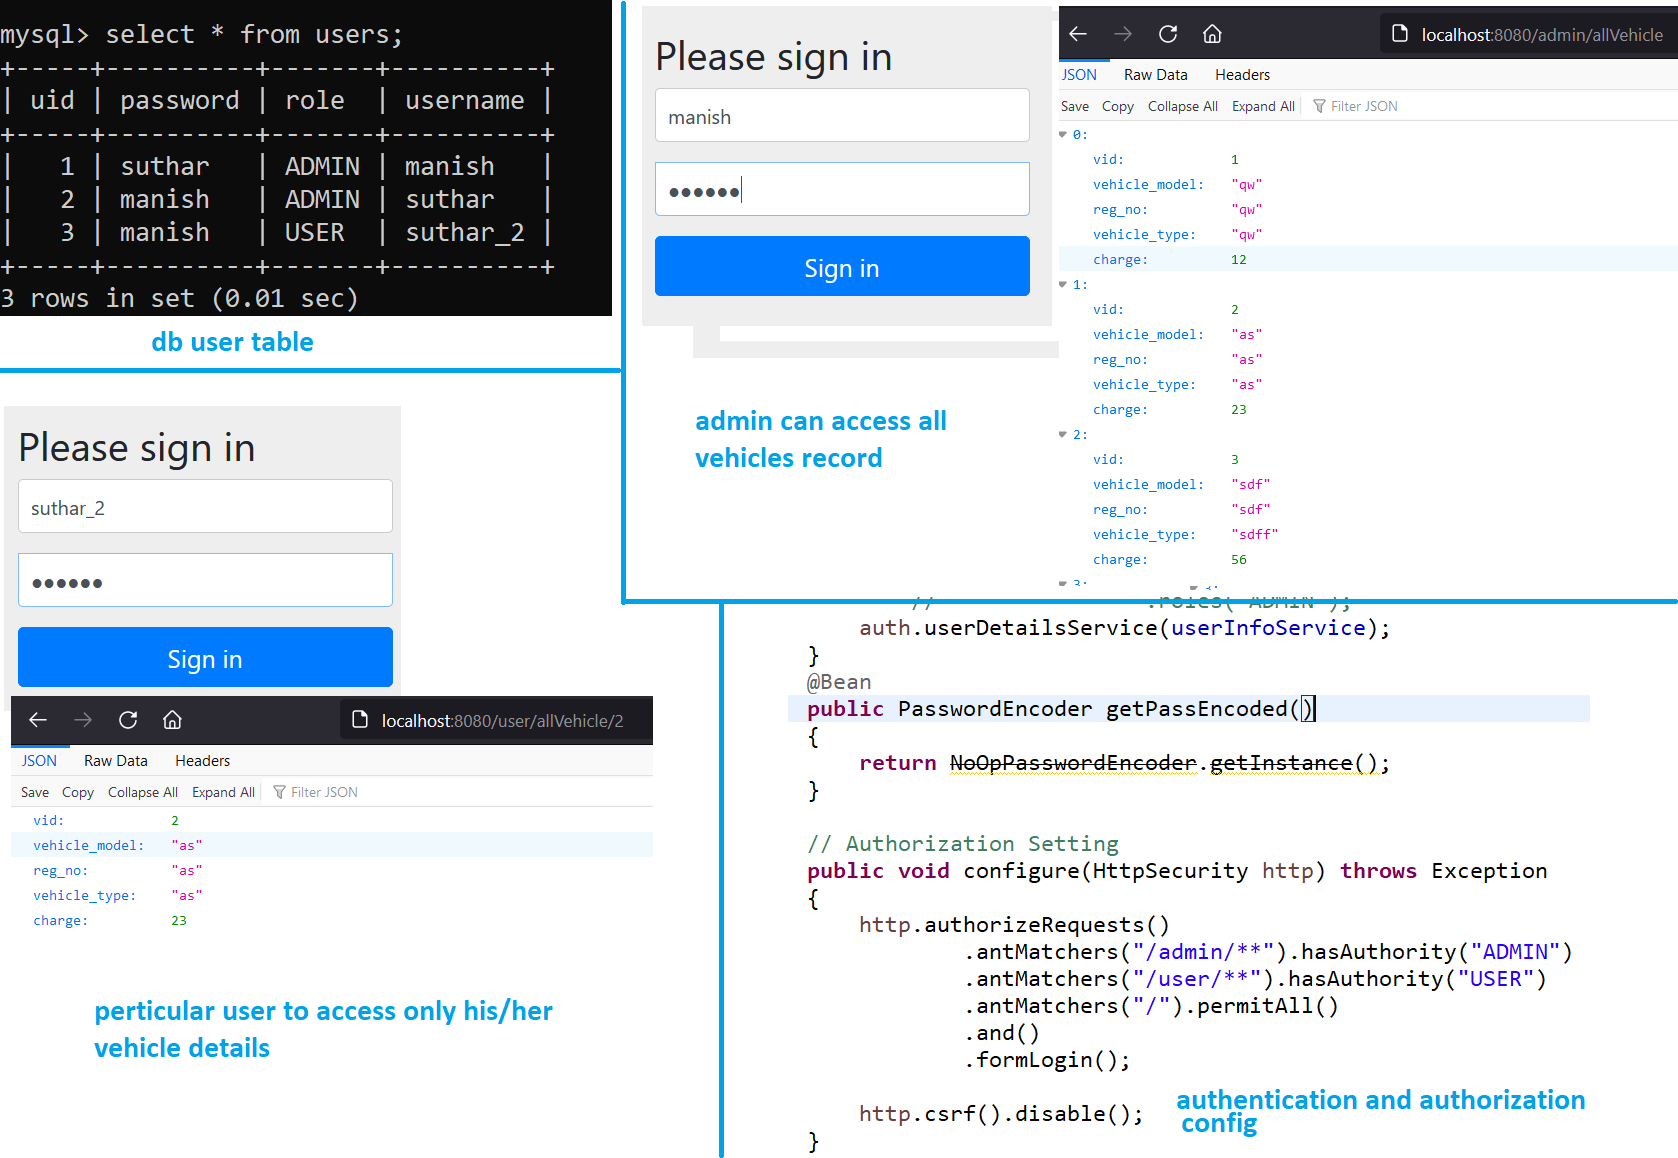 mysql> select * from users;
+-----+----------+-------+----------+
| uid | password | role  | username |
+-----+----------+-------+----------+
|   1 | suthar   | ADMIN | manish   |
|   2 | manish   | ADMIN | suthar   |
|   3 | manish   | USER  | suthar_2 |
+-----+----------+-------+----------+
3 rows in set (0.01 sec)
db user table
Please sign in
manish
••••••
Sign in
admin can access all
vehicles record
localhost:8080/admin/allVehicle
JSON Raw Data Headers
Save Copy Collapse All Expand All Filter JSON
0:
vid: 1
vehicle_model: "qw"
reg_no: "qw"
vehicle_type: "qw"
charge: 12
1:
vid: 2
vehicle_model: "as"
reg_no: "as"
vehicle_type: "as"
charge: 23
2:
vid: 3
vehicle_model: "sdf"
reg_no: "sdf"
vehicle_type: "sdff"
charge: 56
3:
Please sign in
suthar_2
••••••
Sign in
localhost:8080/user/allVehicle/2
JSON Raw Data Headers
Save Copy Collapse All Expand All Filter JSON
vid: 2
vehicle_model: "as"
reg_no: "as"
vehicle_type: "as"
charge: 23
perticular user to access only his/her
vehicle details
// .roles("ADMIN");
auth.userDetailsService(userInfoService);
}
@Bean
public PasswordEncoder getPassEncoded()
{
return NoOpPasswordEncoder.getInstance();
}
// Authorization Setting
public void configure(HttpSecurity http) throws Exception
{
http.authorizeRequests()
.antMatchers("/admin/**").hasAuthority("ADMIN")
.antMatchers("/user/**").hasAuthority("USER")
.antMatchers("/").permitAll()
.and()
.formLogin();
http.csrf().disable();
}
authentication and authorization
config